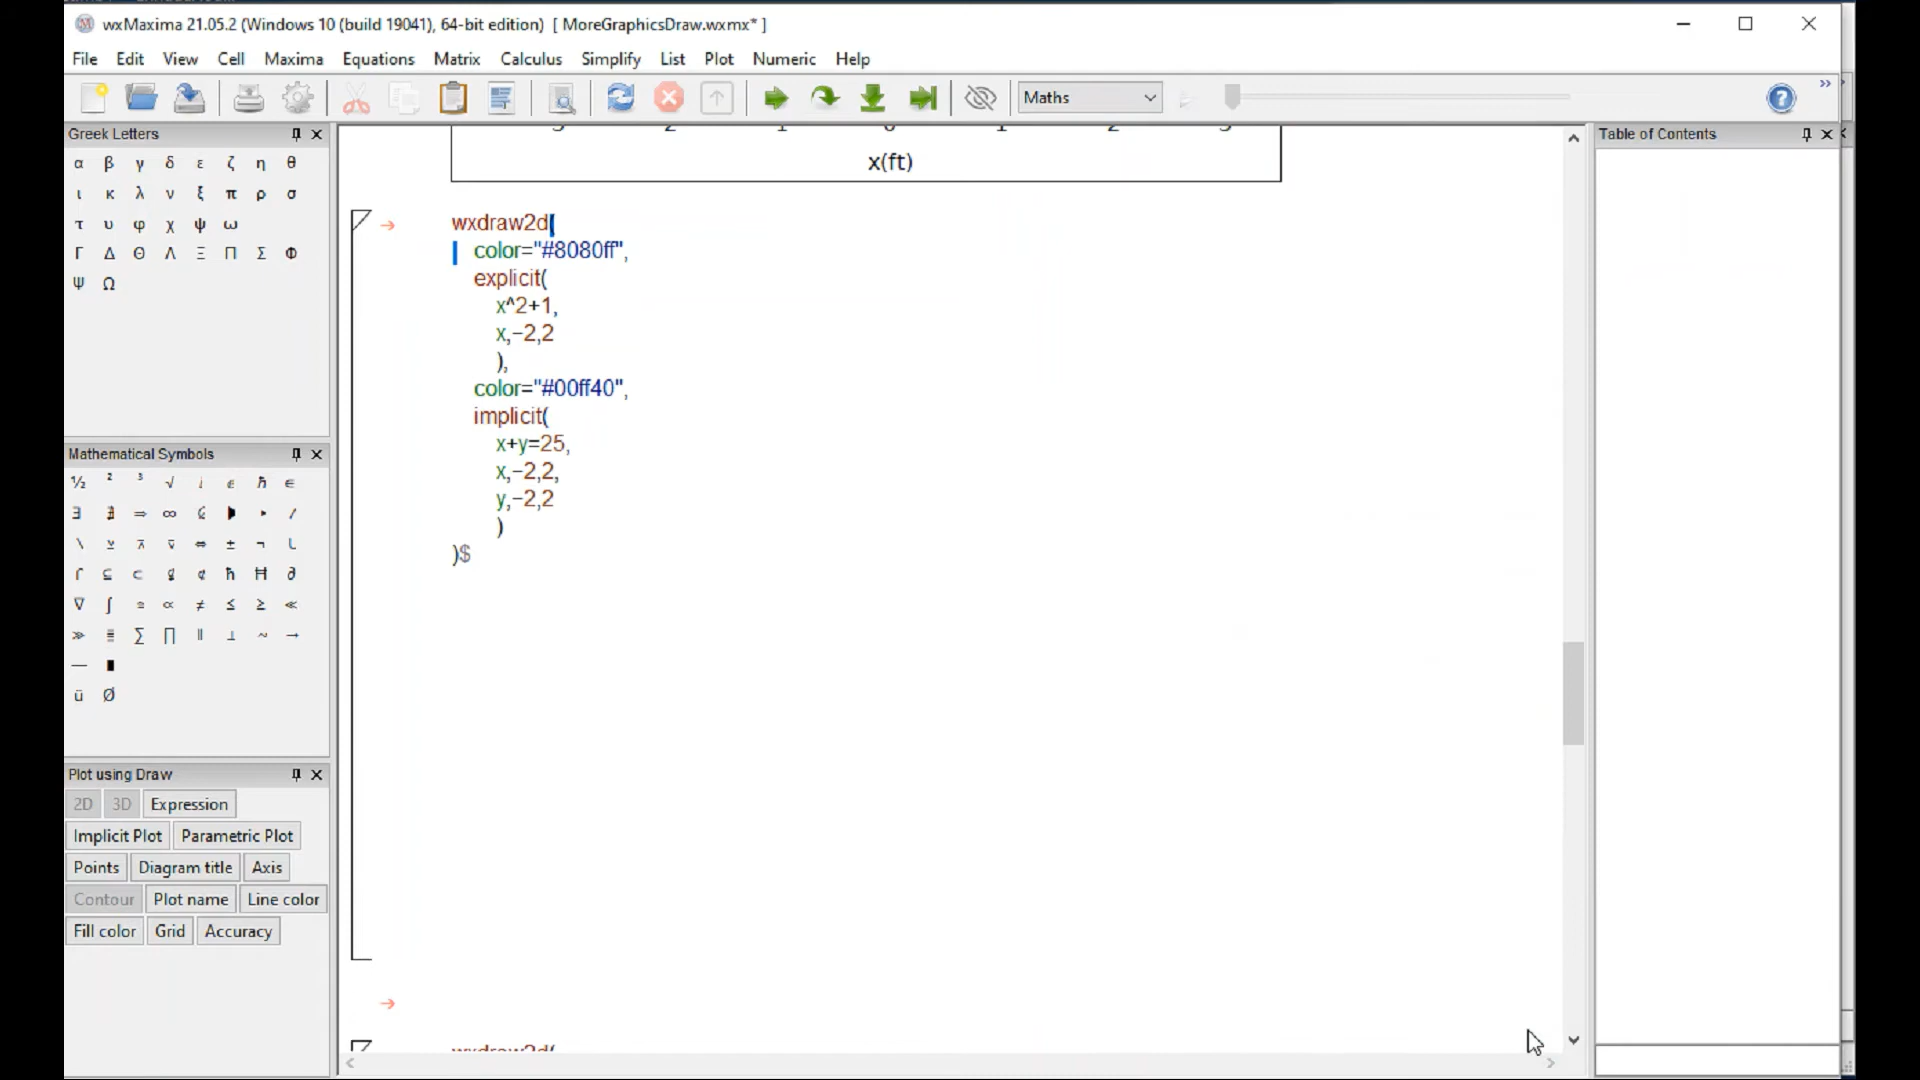 wxMaxima 21.05.2 (Windows 10 (build 19041), 64-bit edition) [ MoreGraphicsDraw.wxmx* ]
File Edit View Cell Maxima Equations Matrix Calculus Simplify List Plot Numeric Help
Maths
Greek Letters
α β γ δ ε ζ η θ
ι κ λ ν ξ π ρ σ
τ υ φ χ ψ ω
Γ Δ Θ Λ Ξ Π Σ Φ
Ψ Ω
Mathematical Symbols
½ ² ³ √ ⅈ ⅇ ℏ ∈
∃ ∄ ⇒ ∞
⇔ ± ¬
⊆ ⊂ ħ Ħ ∂
∇ ∫ ∝ ≠ ≤ ≥ ≪
≫ ∑ ∏ ∥ ⟂ ~ →
ü Ø
Plot using Draw
2D 3D Expression
Implicit Plot Parametric Plot
Points Diagram title Axis
Contour Plot name Line color
Fill color Grid Accuracy
x(ft)
wxdraw2d(
color="#8080ff",
explicit(
x^2+1,
x,−2,2
),
color="#00ff40",
implicit(
x+y=25,
x,−2,2,
y,−2,2
)
)$
wxdraw2d(
Table of Contents